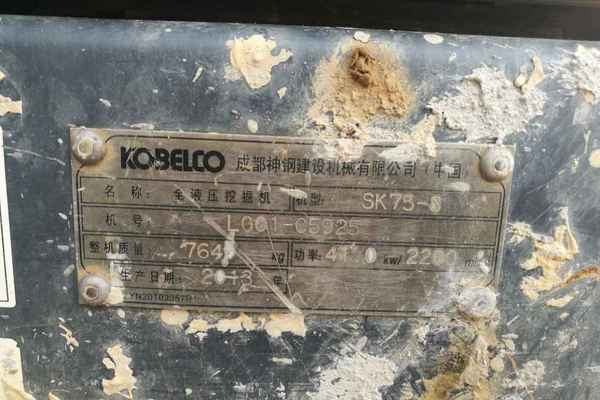 KOBELCO 成都神钢建设机械有限公司（中国）
名 称： 全液压挖掘机 机型： SK75-8
机 号 LC01-C5925
整机质量 764 kg 功率： 41.0 kW/ 2200
生产日期： 2013 年